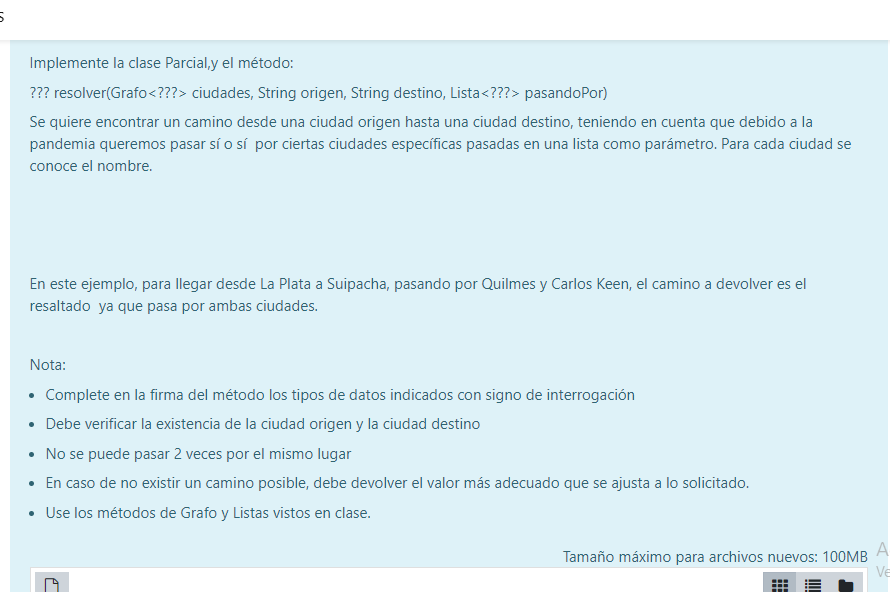 s
Implemente la clase Parcial,y el método:
??? resolver(Grafo<???> ciudades, String origen, String destino, Lista<???> pasandoPor)
Se quiere encontrar un camino desde una ciudad origen hasta una ciudad destino, teniendo en cuenta que debido a la
pandemia queremos pasar sí o sí por ciertas ciudades específicas pasadas en una lista como parámetro. Para cada ciudad se
conoce el nombre.
En este ejemplo, para llegar desde La Plata a Suipacha, pasando por Quilmes y Carlos Keen, el camino a devolver es el
resaltado ya que pasa por ambas ciudades.
Nota:
• Complete en la firma del método los tipos de datos indicados con signo de interrogación
• Debe verificar la existencia de la ciudad origen y la ciudad destino
• No se puede pasar 2 veces por el mismo lugar
• En caso de no existir un camino posible, debe devolver el valor más adecuado que se ajusta a lo solicitado.
• Use los métodos de Grafo y Listas vistos en clase.
Tamaño máximo para archivos nuevos: 100MB
A
Ve